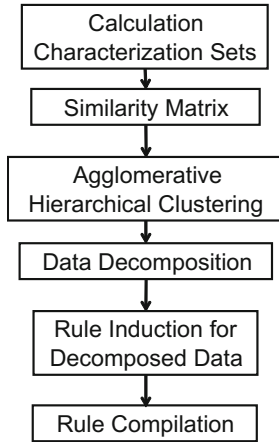 Calculation
Characterization Sets
Similarity Matrix
Agglomerative
Hierarchical Clustering
Data Decomposition
Rule Induction for
Decomposed Data
Rule Compilation